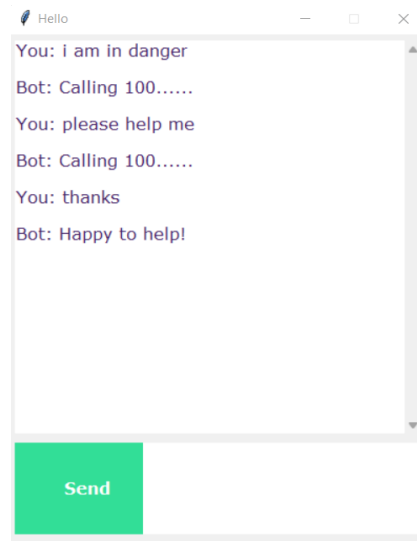 Hello
You: i am in danger
Bot: Calling 100......
You: please help me
Bot: Calling 100......
You: thanks
Bot: Happy to help!
Send